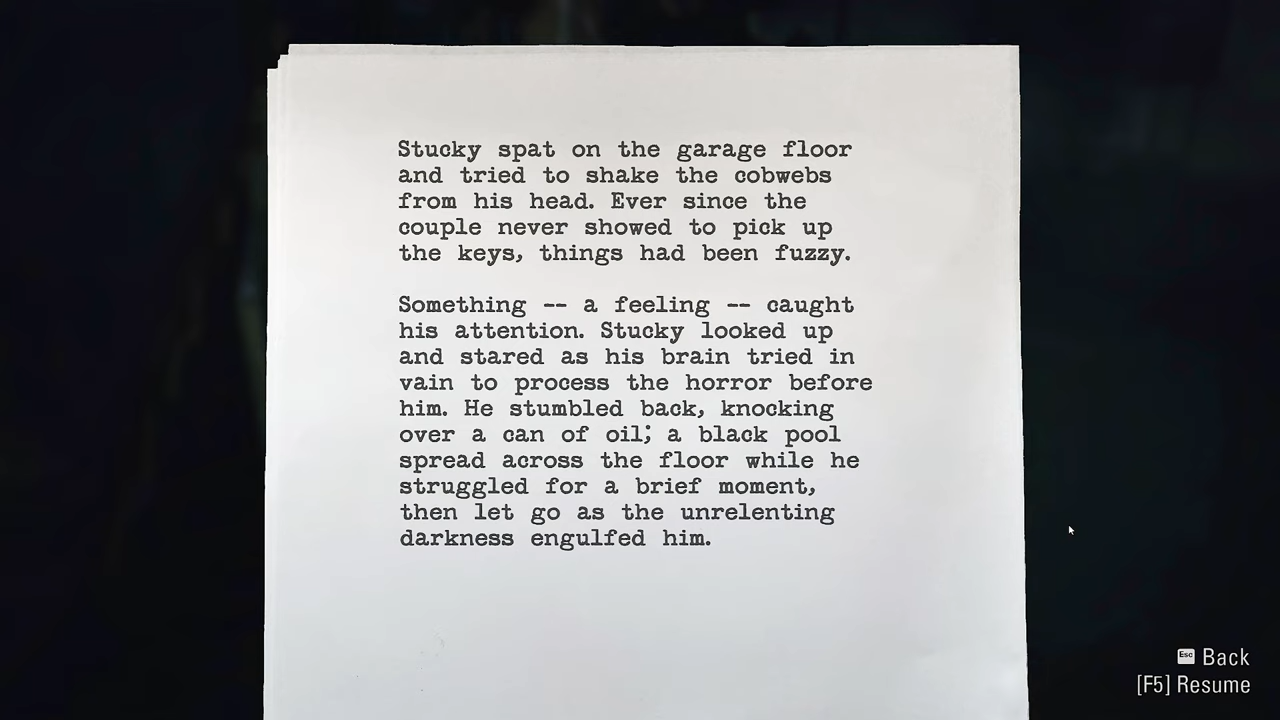 Stucky spat on the garage floor
and tried to shake the cobwebs
from his head. Ever since the
couple never showed to pick up
the keys, things had been fuzzy.
Something -- a feeling -- caught
his attention. Stucky looked up
and stared as his brain tried in
vain to process the horror before
him. He stumbled back, knocking
over a can of oil; a black pool
spread across the floor while he
struggled for a brief moment,
then let go as the unrelenting
darkness engulfed him.
Esc Back
[F5] Resume